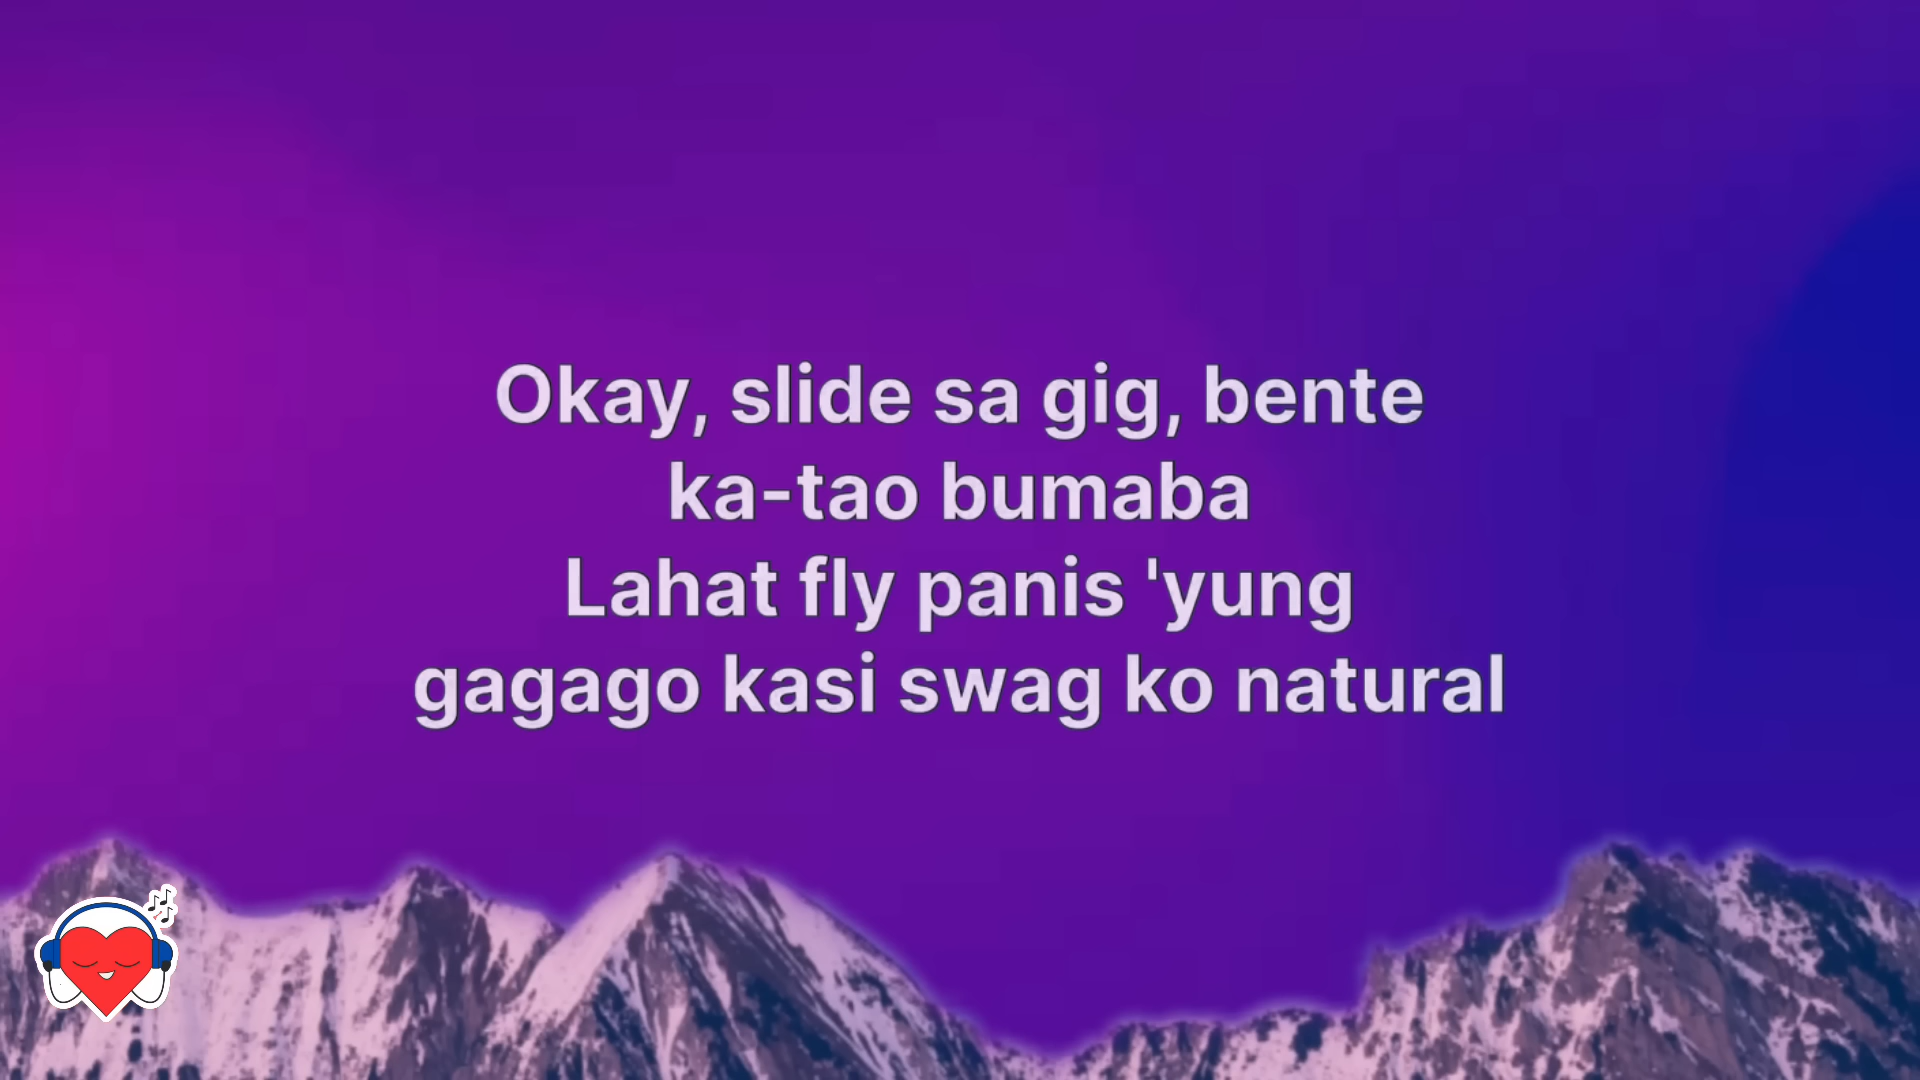 Okay, slide sa gig, bente
ka-tao bumaba
Lahat fly panis 'yung
gagago kasi swag ko natural